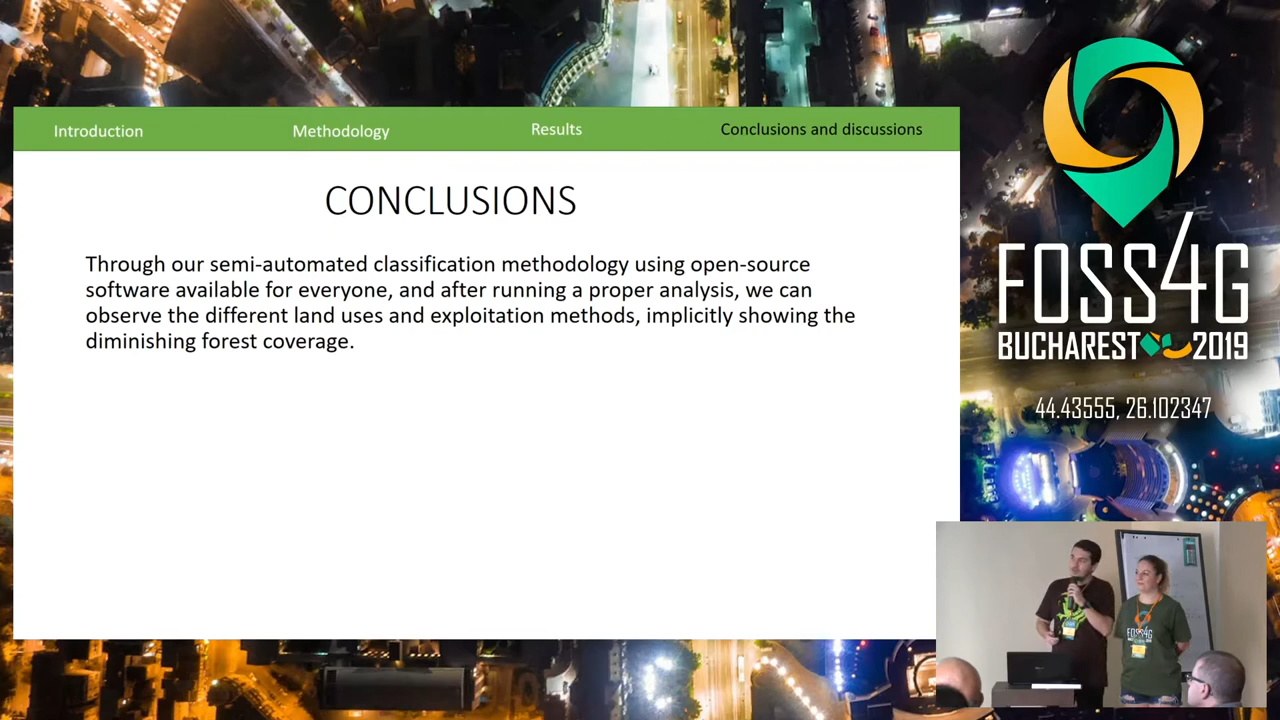 Introduction
Methodology
Results
Conclusions and discussions
CONCLUSIONS
Through our semi-automated classification methodology using open-source
software available for everyone, and after running a proper analysis, we can
observe the different land uses and exploitation methods, implicitly showing the
diminishing forest coverage.
FOSS4G
BUCHAREST 2019
44.43555, 26.102347
FOSS4G